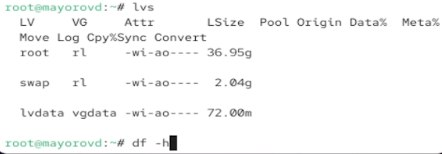 root@mayorovd:~# lvs
LV VG Attr LSize Pool Origin Data% Meta%
Move Log Cpy%Sync Convert
root rl -wi-ao---- 36.95g
swap rl -wi-ao---- 2.04g
lvdata vgdata -wi-ao---- 72.00m
root@mayorovd:~# df -h